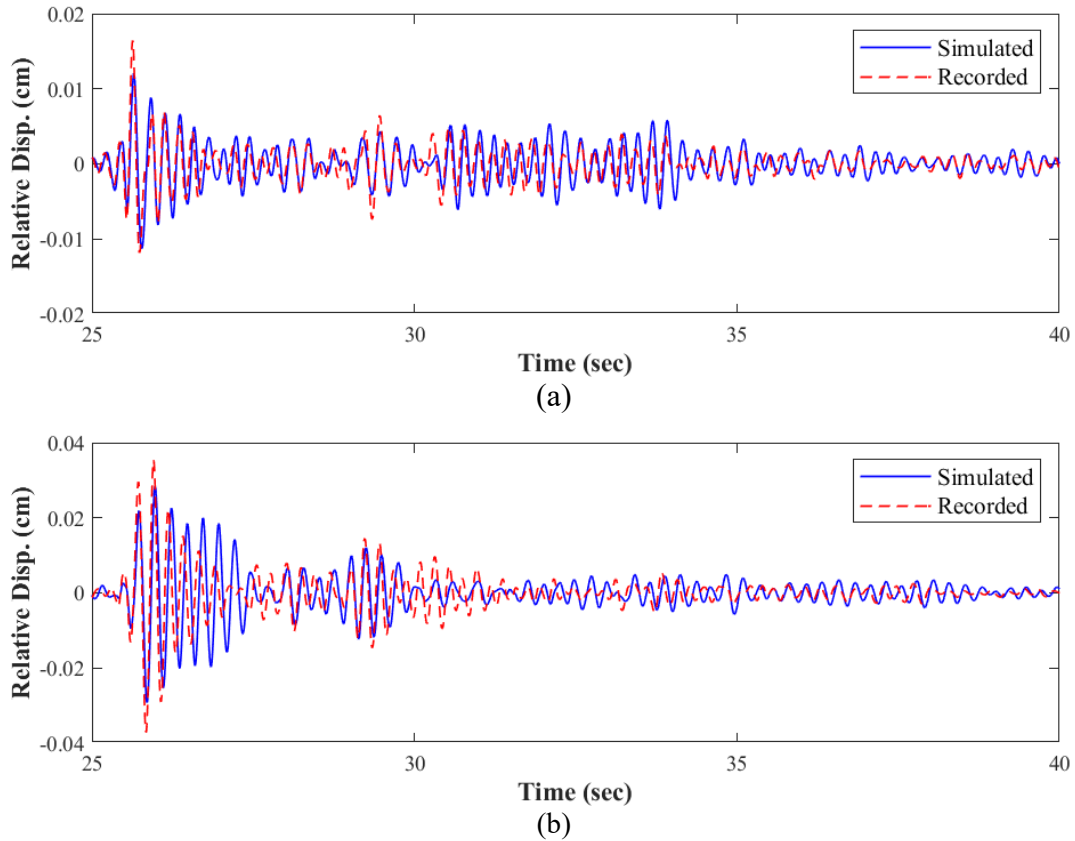 0.02
0.01
0
-0.01
-0.02
Relative Disp. (cm)
Simulated
Recorded
25
30
35
40
Time (sec)
(a)
0.04
0.02
0
-0.02
-0.04
Relative Disp. (cm)
Simulated
Recorded
25
30
35
40
Time (sec)
(b)